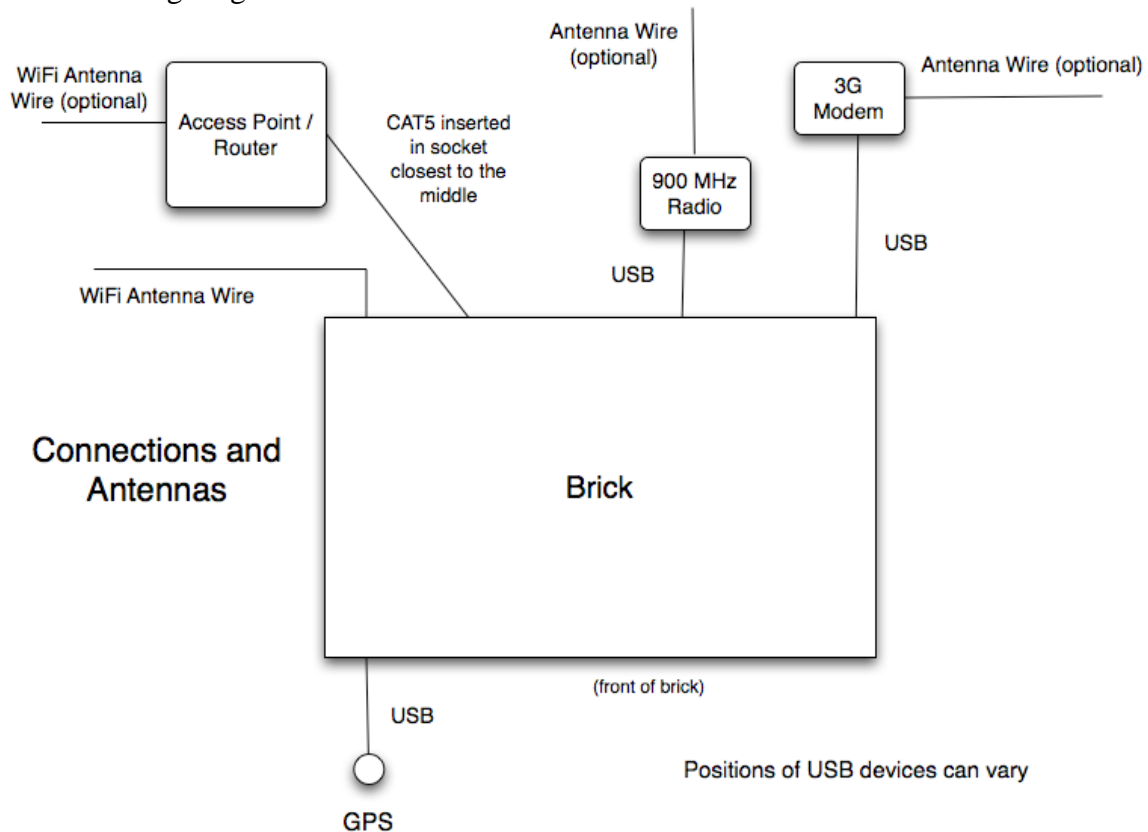 Antenna Wire
(optional)
WiFi Antenna
Wire (optional)
Access Point /
Router
CAT5 inserted
in socket
closest to the
middle
3G
Modem
Antenna Wire (optional)
900 MHz
Radio
USB
USB
WiFi Antenna Wire
Connections and
Antennas
Brick
(front of brick)
USB
GPS
Positions of USB devices can vary